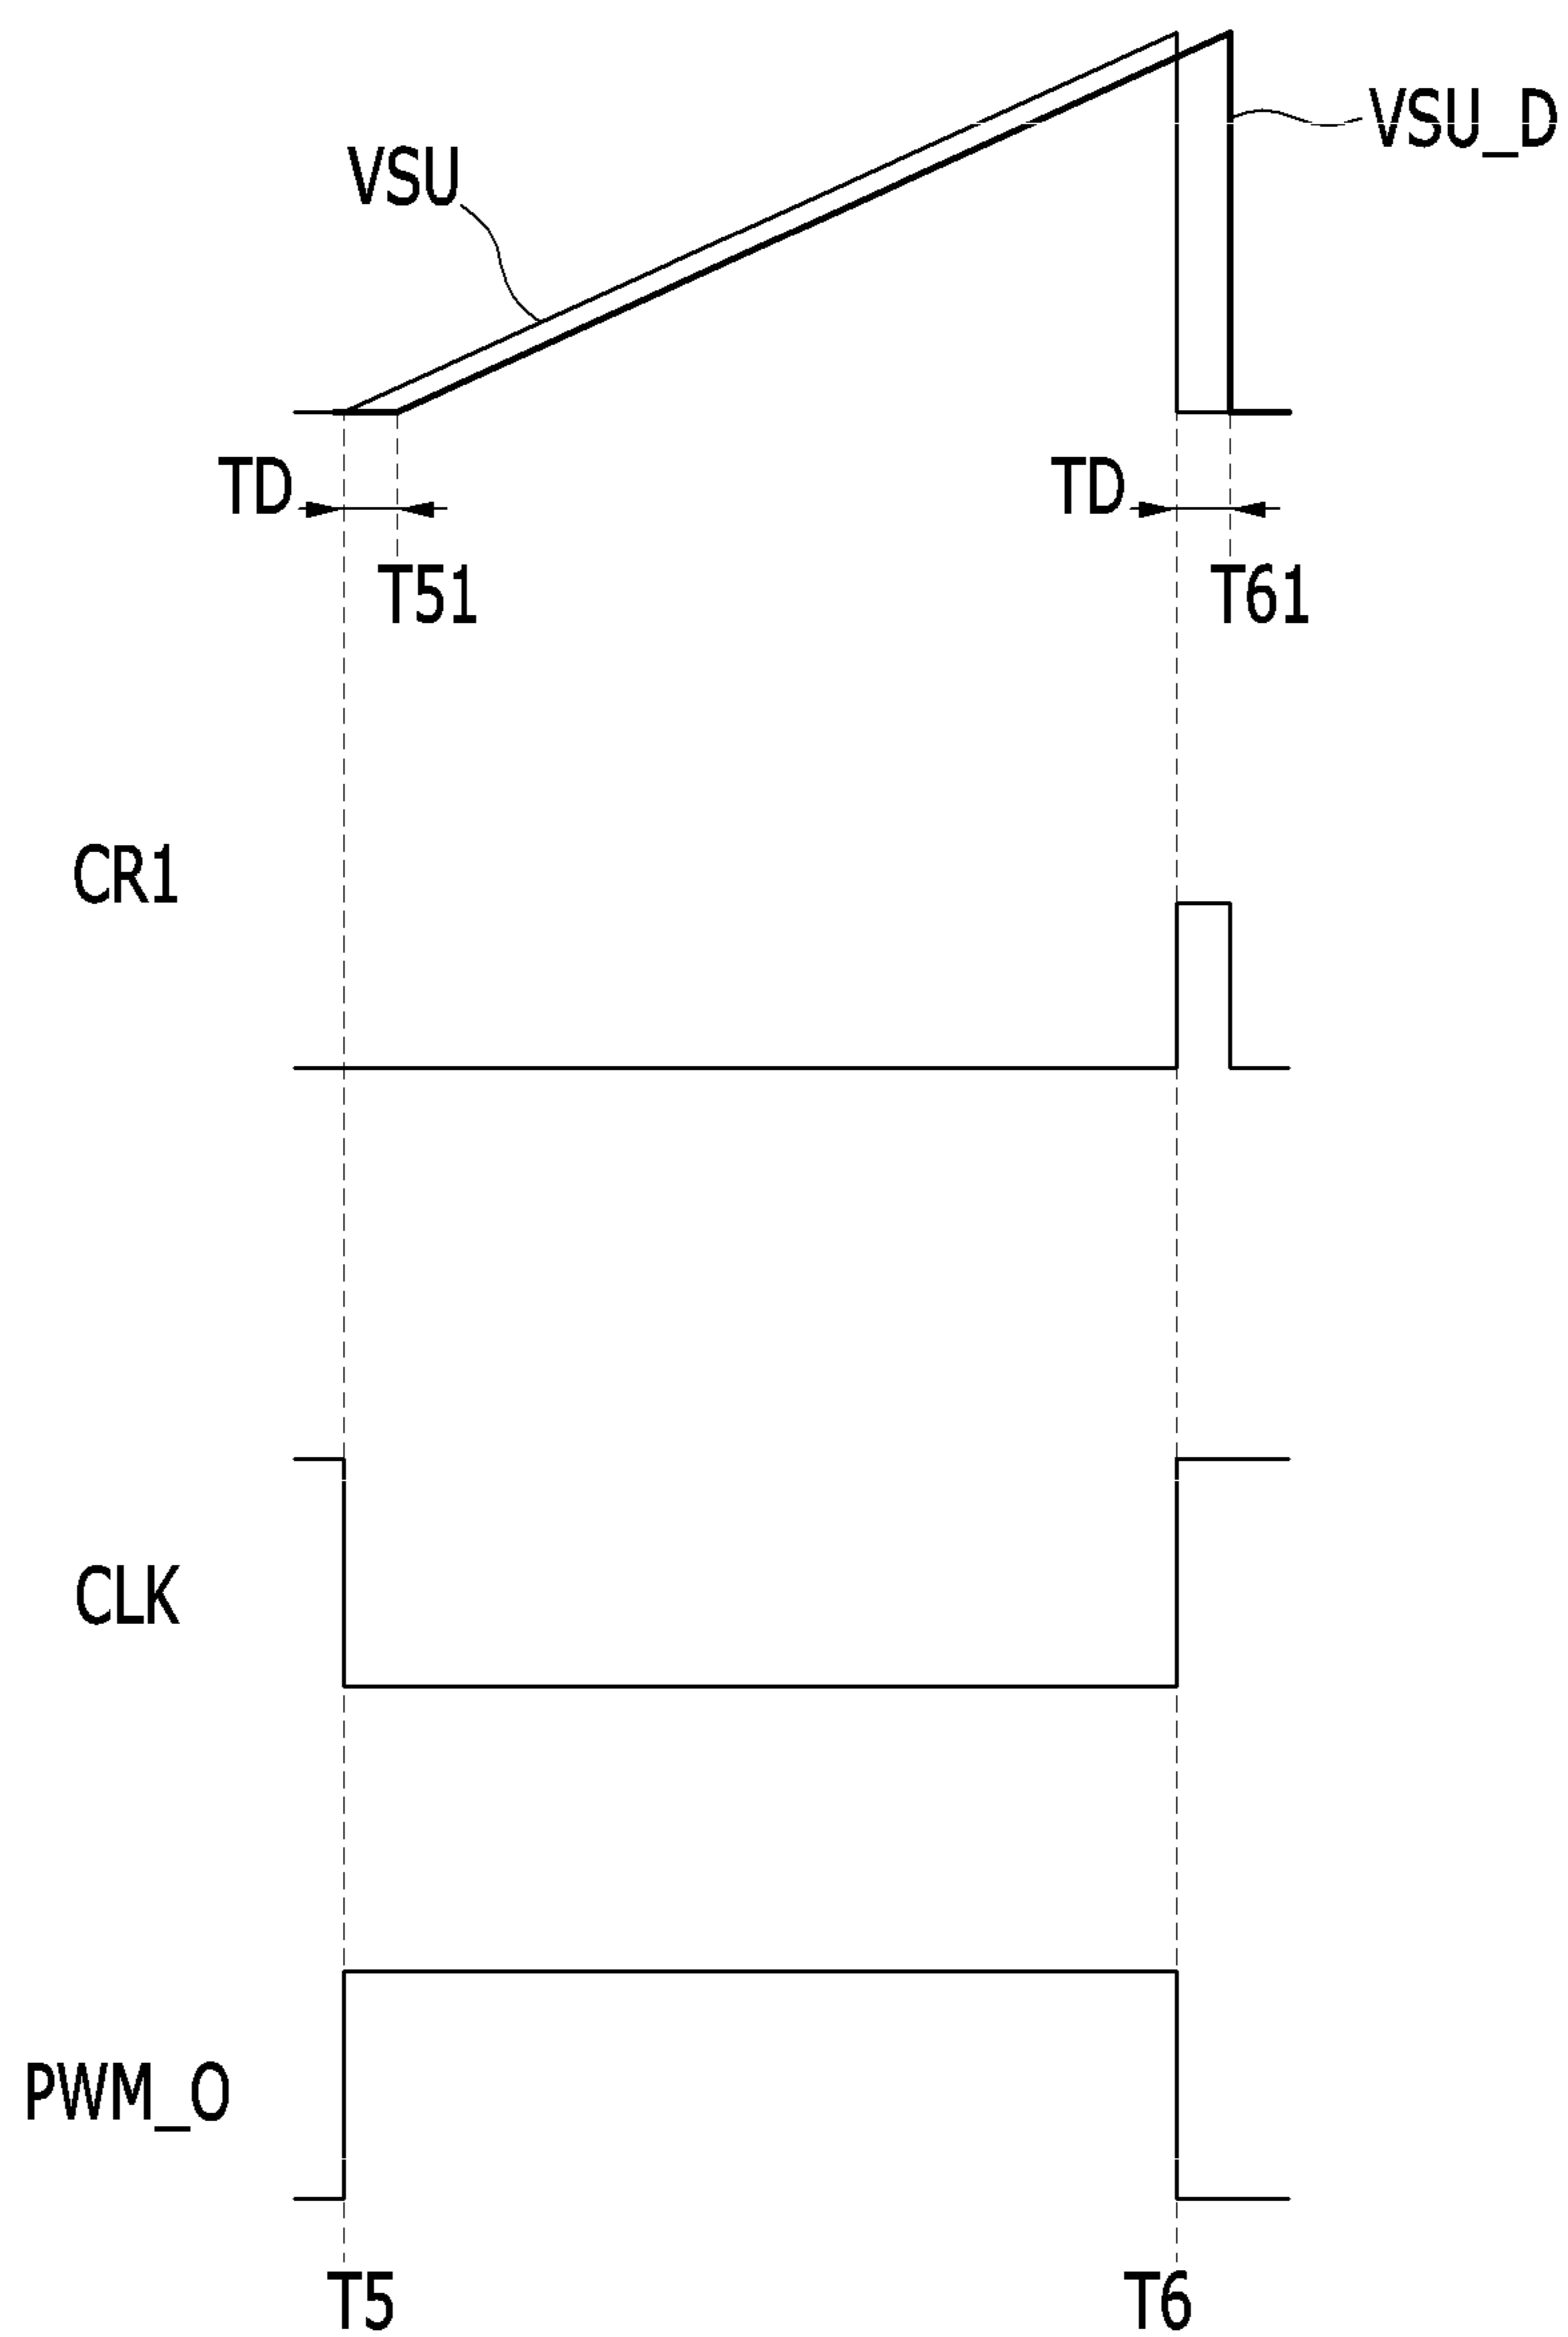 VSU_D
VSU
TD
TD
T51
T61
CR1
CLK
PWM_O
T5
T6